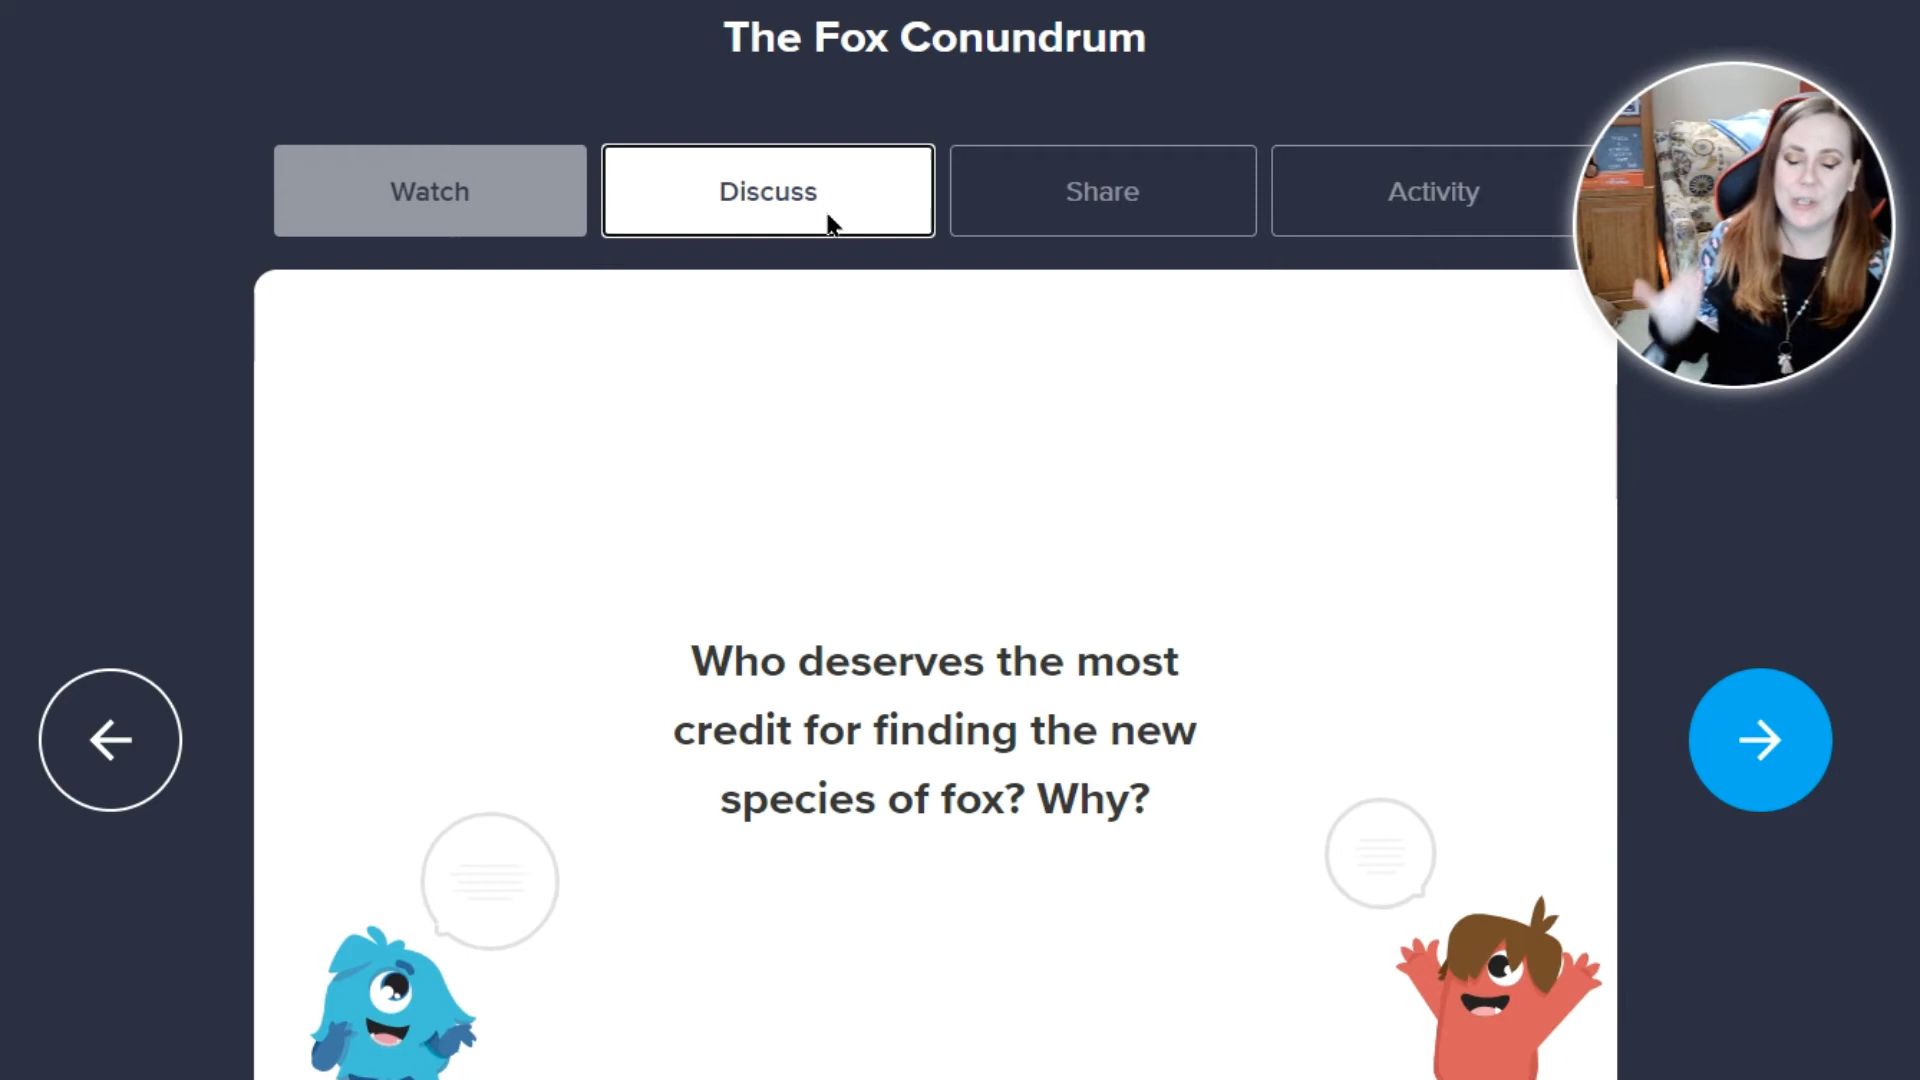 The Fox Conundrum
Watch
Discuss
Share
Activity
Who deserves the most
credit for finding the new
species of fox? Why?